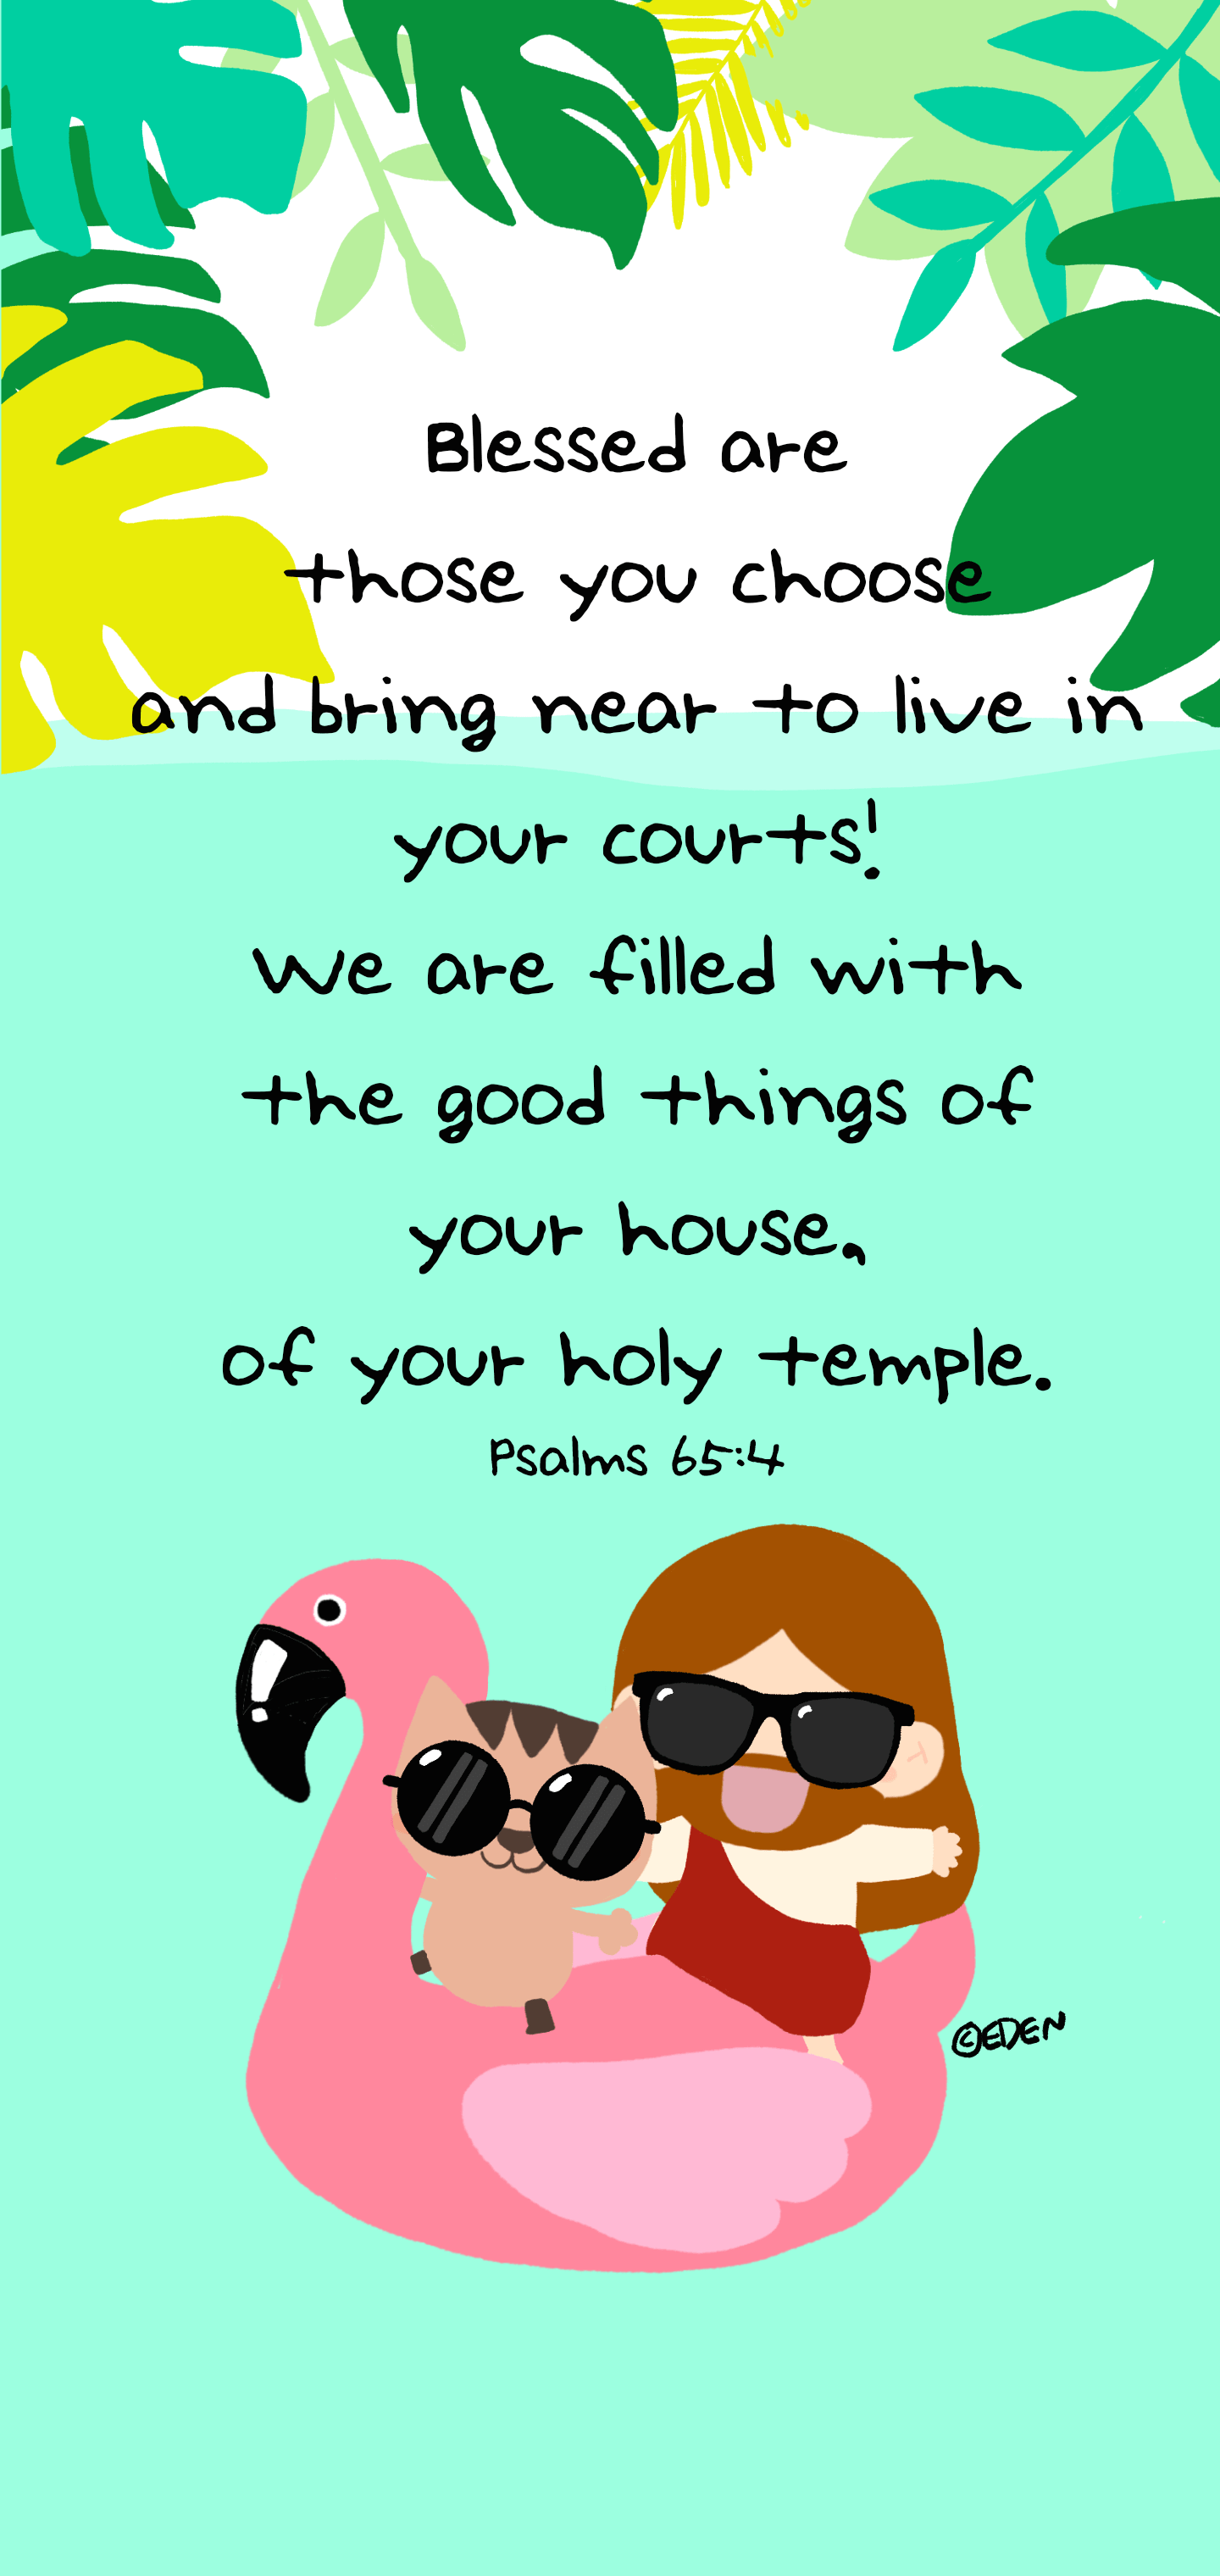 Blessed are
those you choose
and bring near to live in
your courts!
We are filled with
the good things of
your house,
of your holy temple.
Psalms 65:4
©EDEN